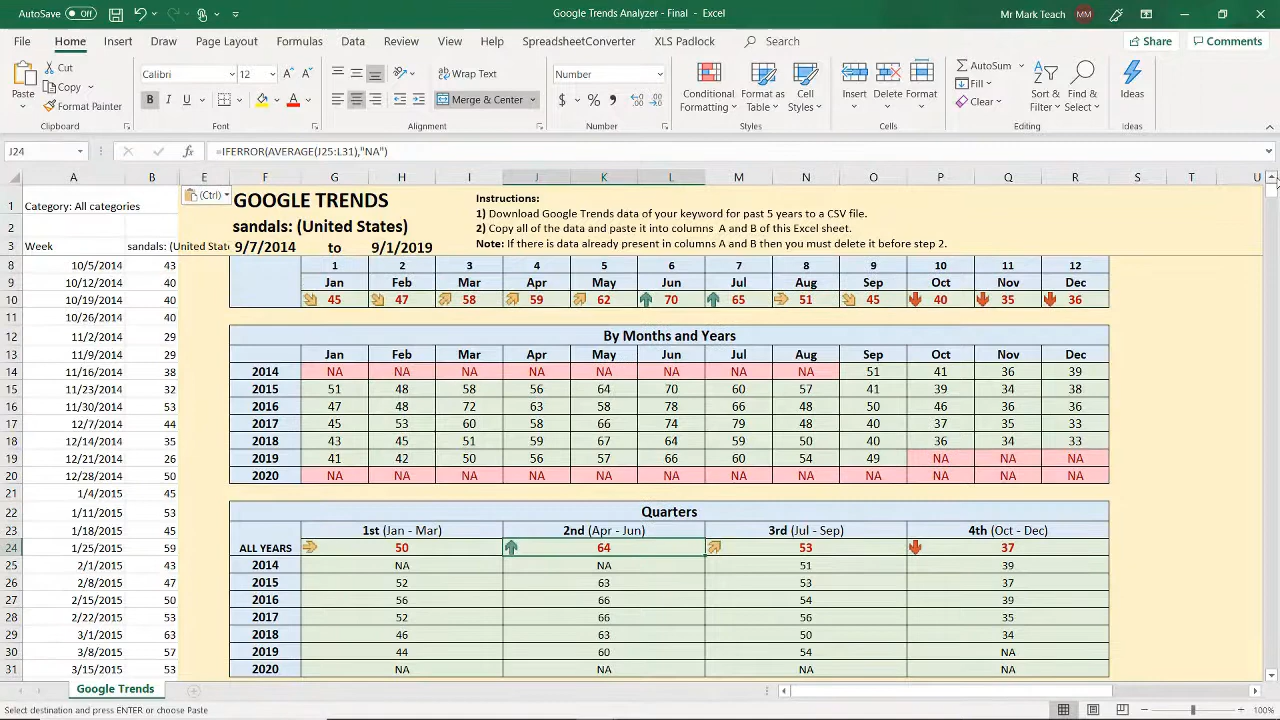 AutoSave Off
Google Trends Analyzer - Final - Excel
Mr Mark Teach MM
File Home Insert Draw Page Layout Formulas Data Review View Help SpreadsheetConverter XLS Padlock Search Share Comments
Paste
Cut
Copy
Format Painter
Calibri 12
B I U
Wrap Text
Merge & Center
Number
$ % ,
Conditional Formatting
Format as Table
Cell Styles
Insert Delete Format
AutoSum
Fill
Clear
Sort & Filter
Find & Select
Ideas
Clipboard Font Alignment Number Styles Cells Editing Ideas
J24 fx =IFERROR(AVERAGE(J25:L31),"NA")
A B E F G H I J K L M N O P Q R S T U
1 Category: All categories
2
3 Week sandals: (United Stat
(Ctrl)
GOOGLE TRENDS
sandals: (United States)
9/7/2014 to 9/1/2019
Instructions:
1) Download Google Trends data of your keyword for past 5 years to a CSV file.
2) Copy all of the data and paste it into columns A and B of this Excel sheet.
Note: If there is data already present in columns A and B then you must delete it before step 2.
8 10/5/2014 43 1 2 3 4 5 6 7 8 9 10 11 12
9 10/12/2014 40 Jan Feb Mar Apr May Jun Jul Aug Sep Oct Nov Dec
10 10/19/2014 40 45 47 58 59 62 70 65 51 45 40 35 36
11 10/26/2014 40
12 11/2/2014 29 By Months and Years
13 11/9/2014 29 Jan Feb Mar Apr May Jun Jul Aug Sep Oct Nov Dec
14 11/16/2014 38 2014 NA NA NA NA NA NA NA NA 51 41 36 39
15 11/23/2014 32 2015 51 48 58 56 64 70 60 57 41 39 34 38
16 11/30/2014 53 2016 47 48 72 63 58 78 66 48 50 46 36 36
17 12/7/2014 44 2017 45 53 60 58 66 74 79 48 40 37 35 33
18 12/14/2014 35 2018 43 45 51 59 67 64 59 50 40 36 34 33
19 12/21/2014 26 2019 41 42 50 56 57 66 60 54 49 NA NA NA
20 12/28/2014 50 2020 NA NA NA NA NA NA NA NA NA NA NA NA
21 1/4/2015 45
22 1/11/2015 53 Quarters
23 1/18/2015 45 1st (Jan - Mar) 2nd (Apr - Jun) 3rd (Jul - Sep) 4th (Oct - Dec)
24 1/25/2015 59 ALL YEARS 50 64 53 37
25 2/1/2015 43 2014 NA NA 51 39
26 2/8/2015 47 2015 52 63 53 37
27 2/15/2015 50 2016 56 66 54 39
28 2/22/2015 53 2017 52 66 56 35
29 3/1/2015 63 2018 46 63 50 34
30 3/8/2015 57 2019 44 60 54 NA
31 3/15/2015 53 2020 NA NA NA NA
Google Trends
Select destination and press ENTER or choose Paste
100%